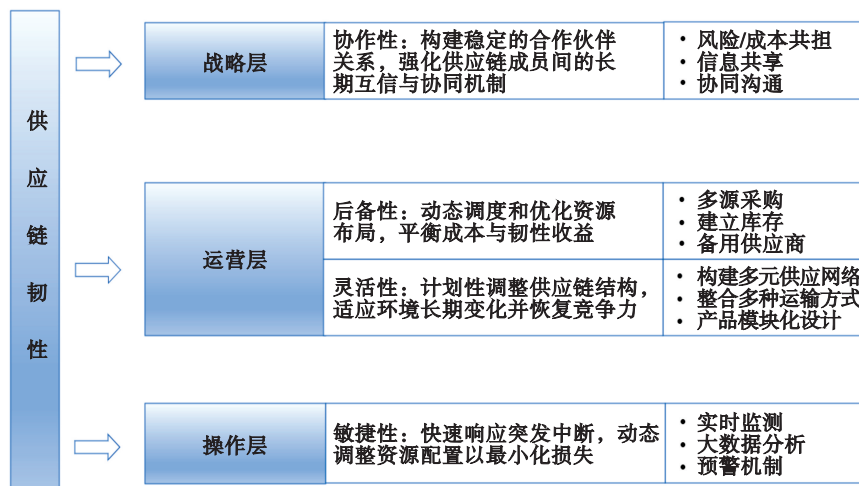 供应链韧性
战略层
协作性：构建稳定的合作伙伴
关系，强化供应链成员间的长
期互信与协同机制
• 风险/成本共担
• 信息共享
• 协同沟通
运营层
后备性：动态调度和优化资源
布局，平衡成本与韧性收益
• 多源采购
• 建立库存
• 备用供应商
灵活性：计划性调整供应链结构，
适应环境长期变化并恢复竞争力
• 构建多元供应网络
• 整合多种运输方式
• 产品模块化设计
操作层
敏捷性：快速响应突发中断，动态
调整资源配置以最小化损失
• 实时监测
• 大数据分析
• 预警机制